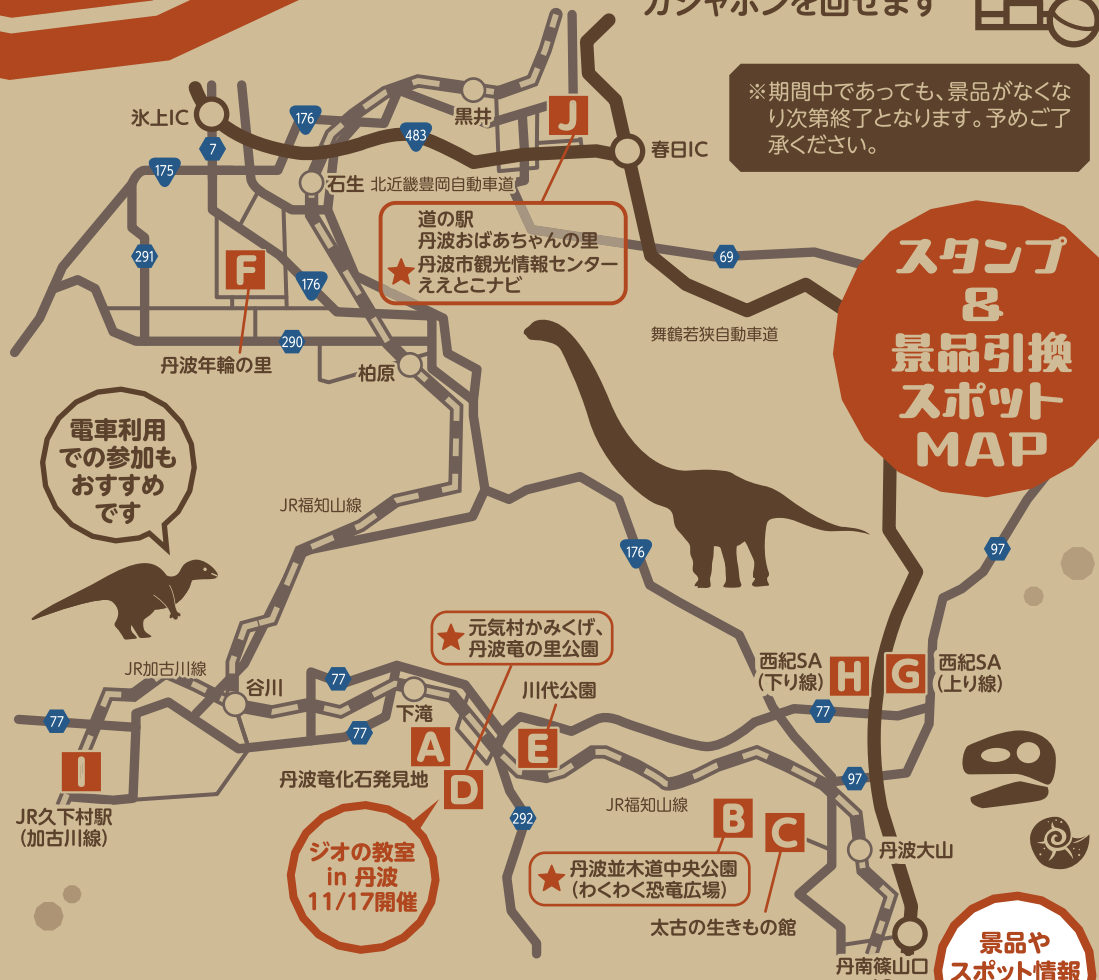 ガシャポンを回せます
※期間中であっても、景品がなくな
り次第終了となります。予めご了
承ください。
氷上IC
176
黒井
J
483
7
春日IC
175
石生
北近畿豊岡自動車道
道の駅
丹波おばあちゃんの里
丹波市観光情報センター
ええとこナビ
291
F
176
69
スタンプ
&
景品引換
スポット
MAP
舞鶴若狭自動車道
290
丹波年輪の里
柏原
電車利用
での参加も
おすすめ
です
JR福知山線
176
97
元気村かみくげ、
丹波竜の里公園
JR加古川線
谷川
77
川代公園
西紀SA
(下り線)
H
G
西紀SA
(上り線)
下滝
77
77
77
A
E
I
丹波竜化石発見地
D
97
JR久下村駅
(加古川線)
JR福知山線
292
B
C
ジオの教室
in 丹波
11/17開催
丹波並木道中央公園
(わくわく恐竜広場)
丹波大山
太古の生きもの館
丹南篠山口
景品や
スポット情報